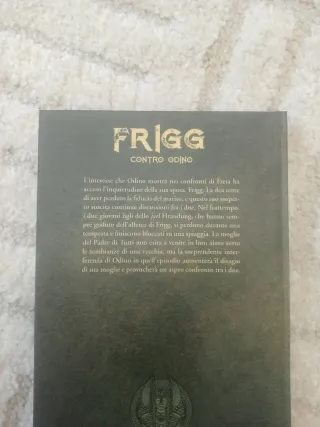 FRIGG
CONTRO ODINO
L'interesse che Odino mostra nei confronti di Freia ha
acceso l'inquietudine della sua sposa, Frigg. La dea teme
di aver perduto la fiducia del marito, e questo suo sospetto
suscita continue discussioni fra i due. Nel frattempo,
i due giovani figli dello jarl Hraudung, che hanno sempre
goduto dell'affetto di Frigg, si perdono durante una
tempesta e finiscono bloccati su una spiaggia. La moglie
del Padre di Tutti non esita a venire in loro aiuto sotto
le sembianze di una vecchia, ma la sorprendente interferenza
di Odino in quell'episodio aumenterà il disagio
di sua moglie e provocherà un aspro confronto tra i due.